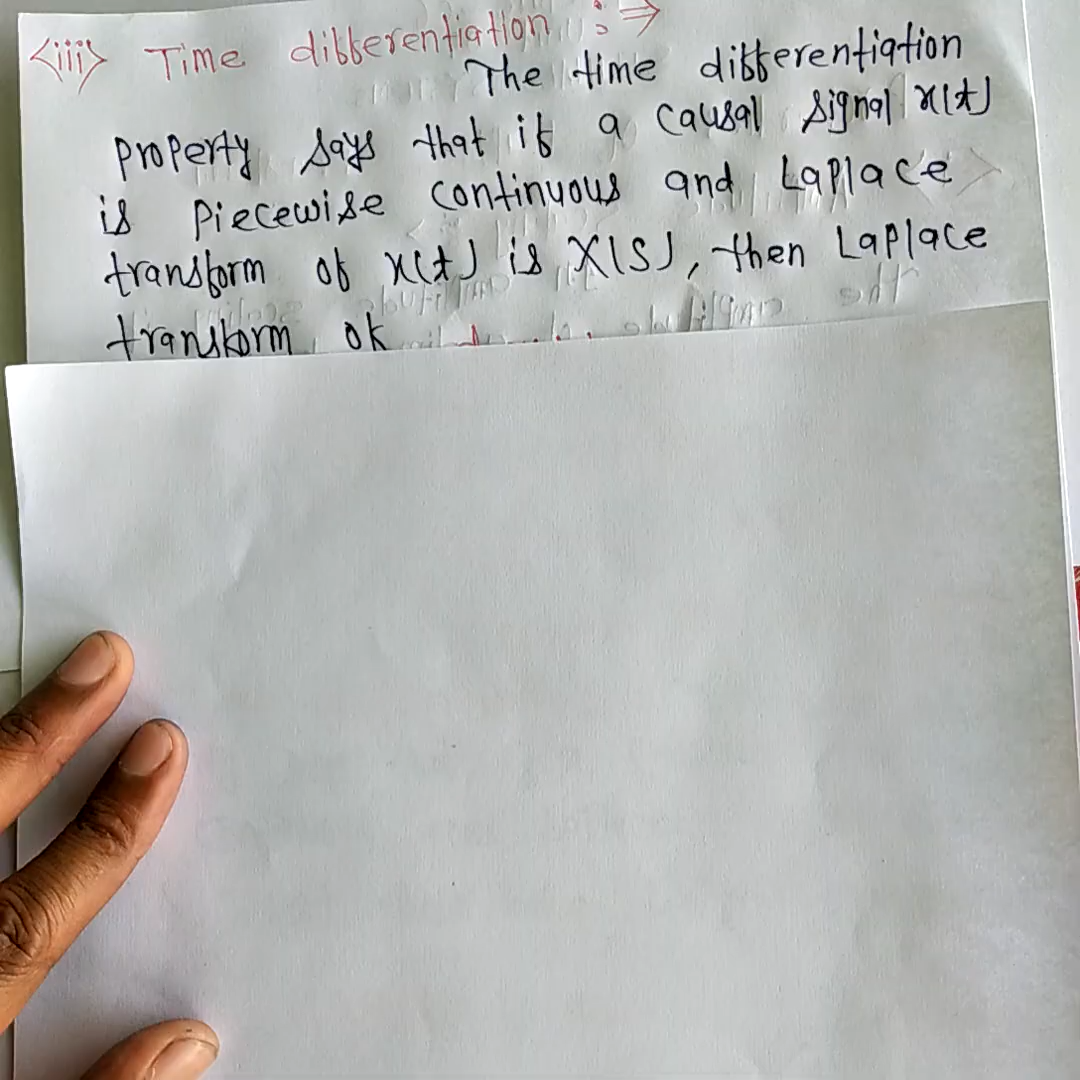 <iii> Time differentiation :⇒
The time differentiation
property says that if a causal signal x(t)
is piecewise continuous and Laplace
transform of x(t) is X(S), then Laplace
transform of